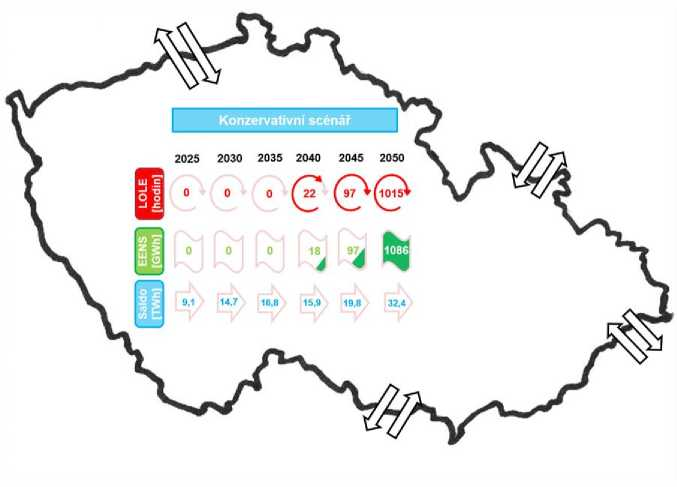 Konzervativní scénář
2025 2030 2035 2040 2045 2050
LOLE [hodin] 0 0 0 22 97 1015
EENS [GWh] 0 0 0 18 97 1086
Saldo [TWh] 9,1 14,7 16,8 15,9 19,8 32,4